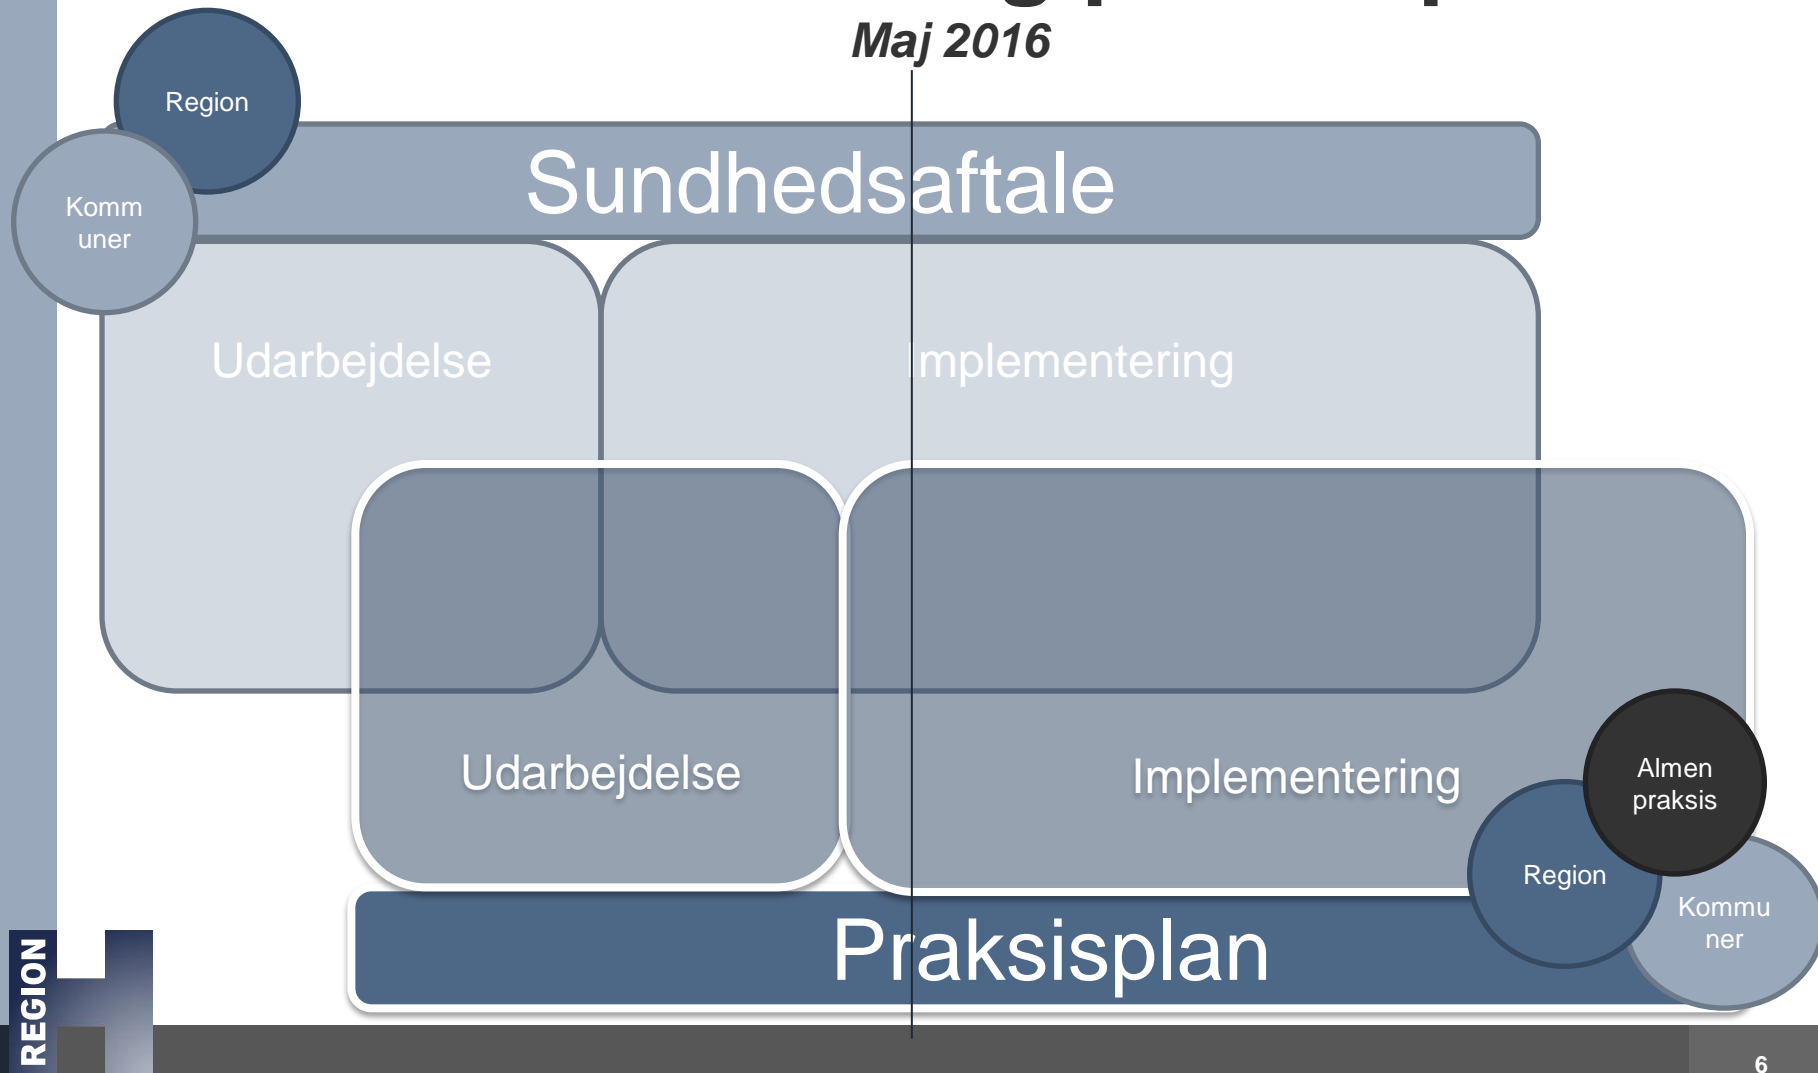 Maj 2016
Region
Komm
uner
Sundhedsaftale
Udarbejdelse
Implementering
Udarbejdelse
Implementering
Almen
praksis
Region
Kommu
ner
Praksisplan
REGION
6